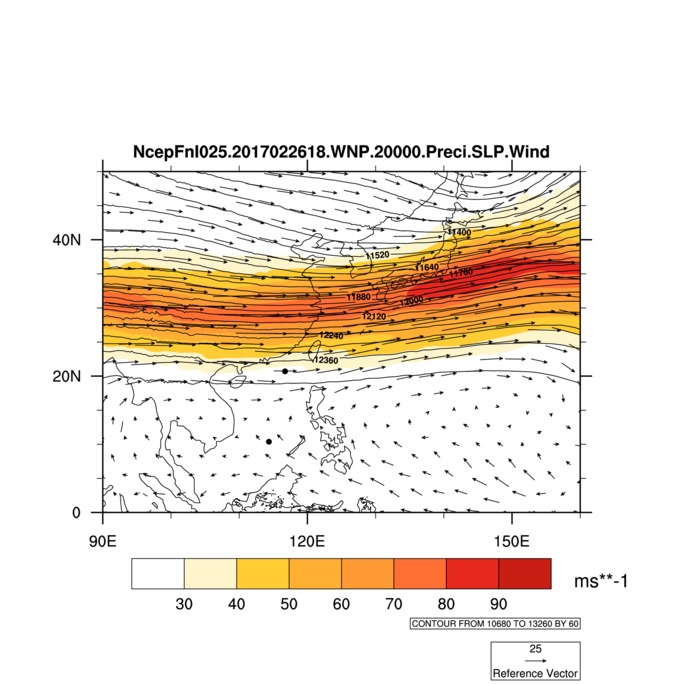 NcepFnl025.2017022618.WNP.20000.Preci.SLP.Wind
40N
20N
0
90E 120E 150E
11400
11520
11640
11760
11880
12000
12120
12240
12360
30 40 50 60 70 80 90
ms**-1
CONTOUR FROM 10680 TO 13260 BY 60
25
Reference Vector